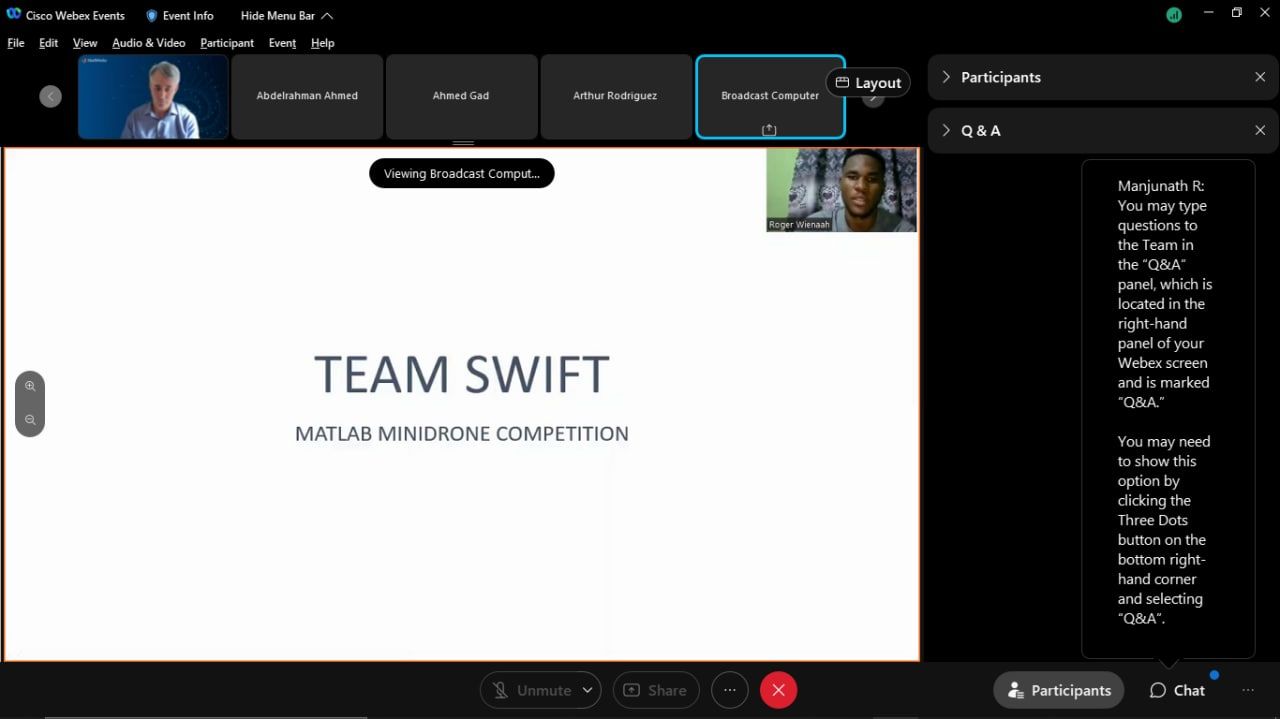 Cisco Webex Events
Event Info
Hide Menu Bar
File Edit View Audio & Video Participant Event Help
Abdelrahman Ahmed
Ahmed Gad
Arthur Rodriguez
Broadcast Computer
Layout
Participants
Q & A
Viewing Broadcast Comput...
Roger Wienaah
TEAM SWIFT
MATLAB MINIDRONE COMPETITION
Manjunath R:
You may type
questions to
the Team in
the “Q&A”
panel, which is
located in the
right-hand
panel of your
Webex screen
and is marked
“Q&A.”
You may need
to show this
option by
clicking the
Three Dots
button on the
bottom right-
hand corner
and selecting
“Q&A”.
Unmute
Share
Participants
Chat